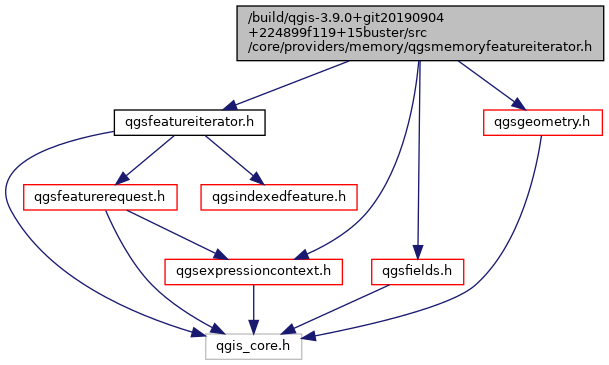 /build/qgis-3.9.0+git20190904
+224899f119+15buster/src
/core/providers/memory/qgsmemoryfeatureiterator.h
qgsfeatureiterator.h
qgsgeometry.h
qgsfeaturerequest.h
qgsindexedfeature.h
qgsexpressioncontext.h
qgsfields.h
qgis_core.h